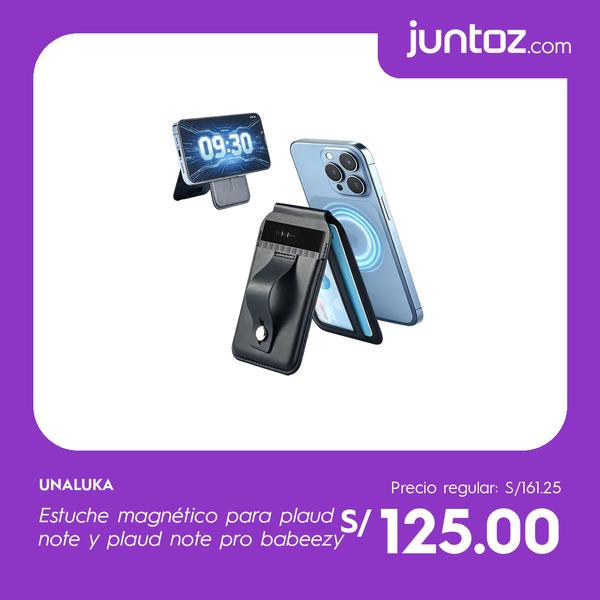 juntoz.com
09:30
UNALUKA
Precio regular: S/161.25
Estuche magnético para plaud
note y plaud note pro babeezy
S/ 125.00